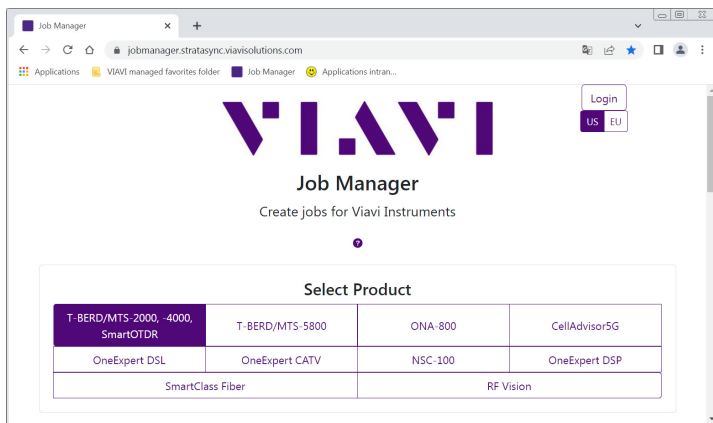 Job Manager
jobmanager.stratasync.viavisolutions.com
Applications VIAVI managed favorites folder Job Manager Applications intran...
Login
US EU
VIAVI
Job Manager
Create jobs for Viavi Instruments
?
Select Product
T-BERD/MTS-2000, -4000,
SmartOTDR
T-BERD/MTS-5800
ONA-800
CellAdvisor5G
OneExpert DSL
OneExpert CATV
NSC-100
OneExpert DSP
SmartClass Fiber
RF Vision